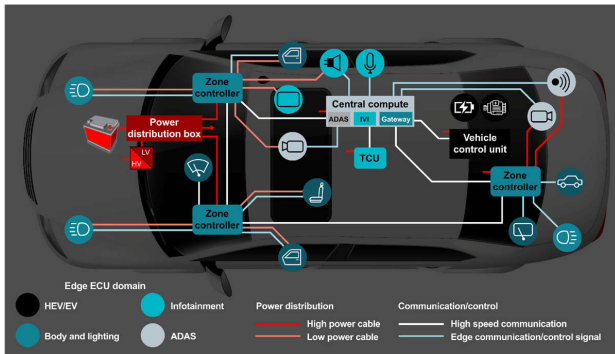 Zone
controller
Power
distribution box
LV
HV
Zone
controller
Central compute
ADAS IVI Gateway
TCU
Vehicle
control unit
Zone
controller
Edge ECU domain
HEV/EV
Infotainment
Body and lighting
ADAS
Power distribution
High power cable
Low power cable
Communication/control
High speed communication
Edge communication/control signal